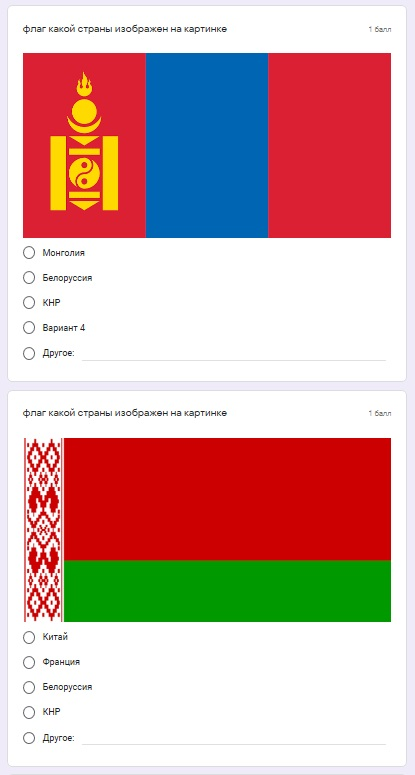 флаг какой страны изображен на картинке
1 балл
Монголия
Белоруссия
КНР
Вариант 4
Другое:
флаг какой страны изображен на картинке
1 балл
Китай
Франция
Белоруссия
КНР
Другое: